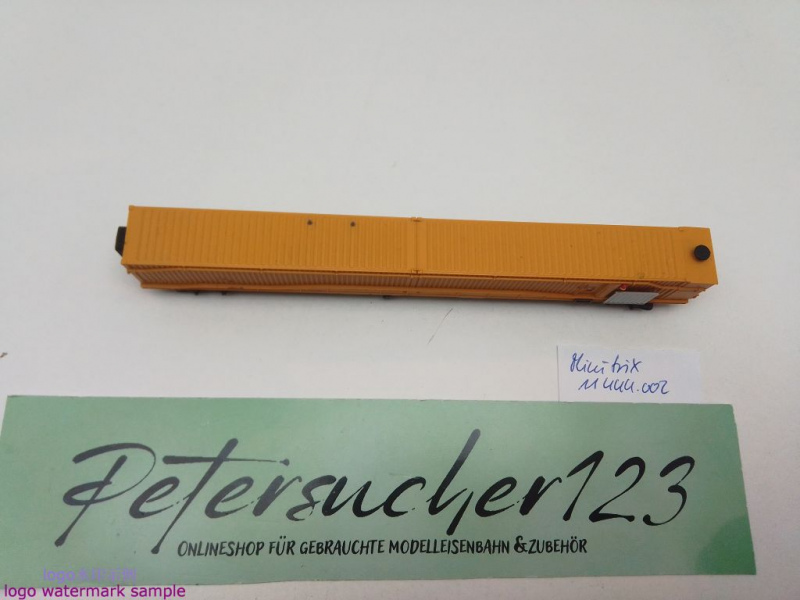 Minitrix
11444.002
Petersucher123
ONLINESHOP FÜR GEBRAUCHTE MODELLEISENBAHN & ZUBEHÖR
logo watermark sample